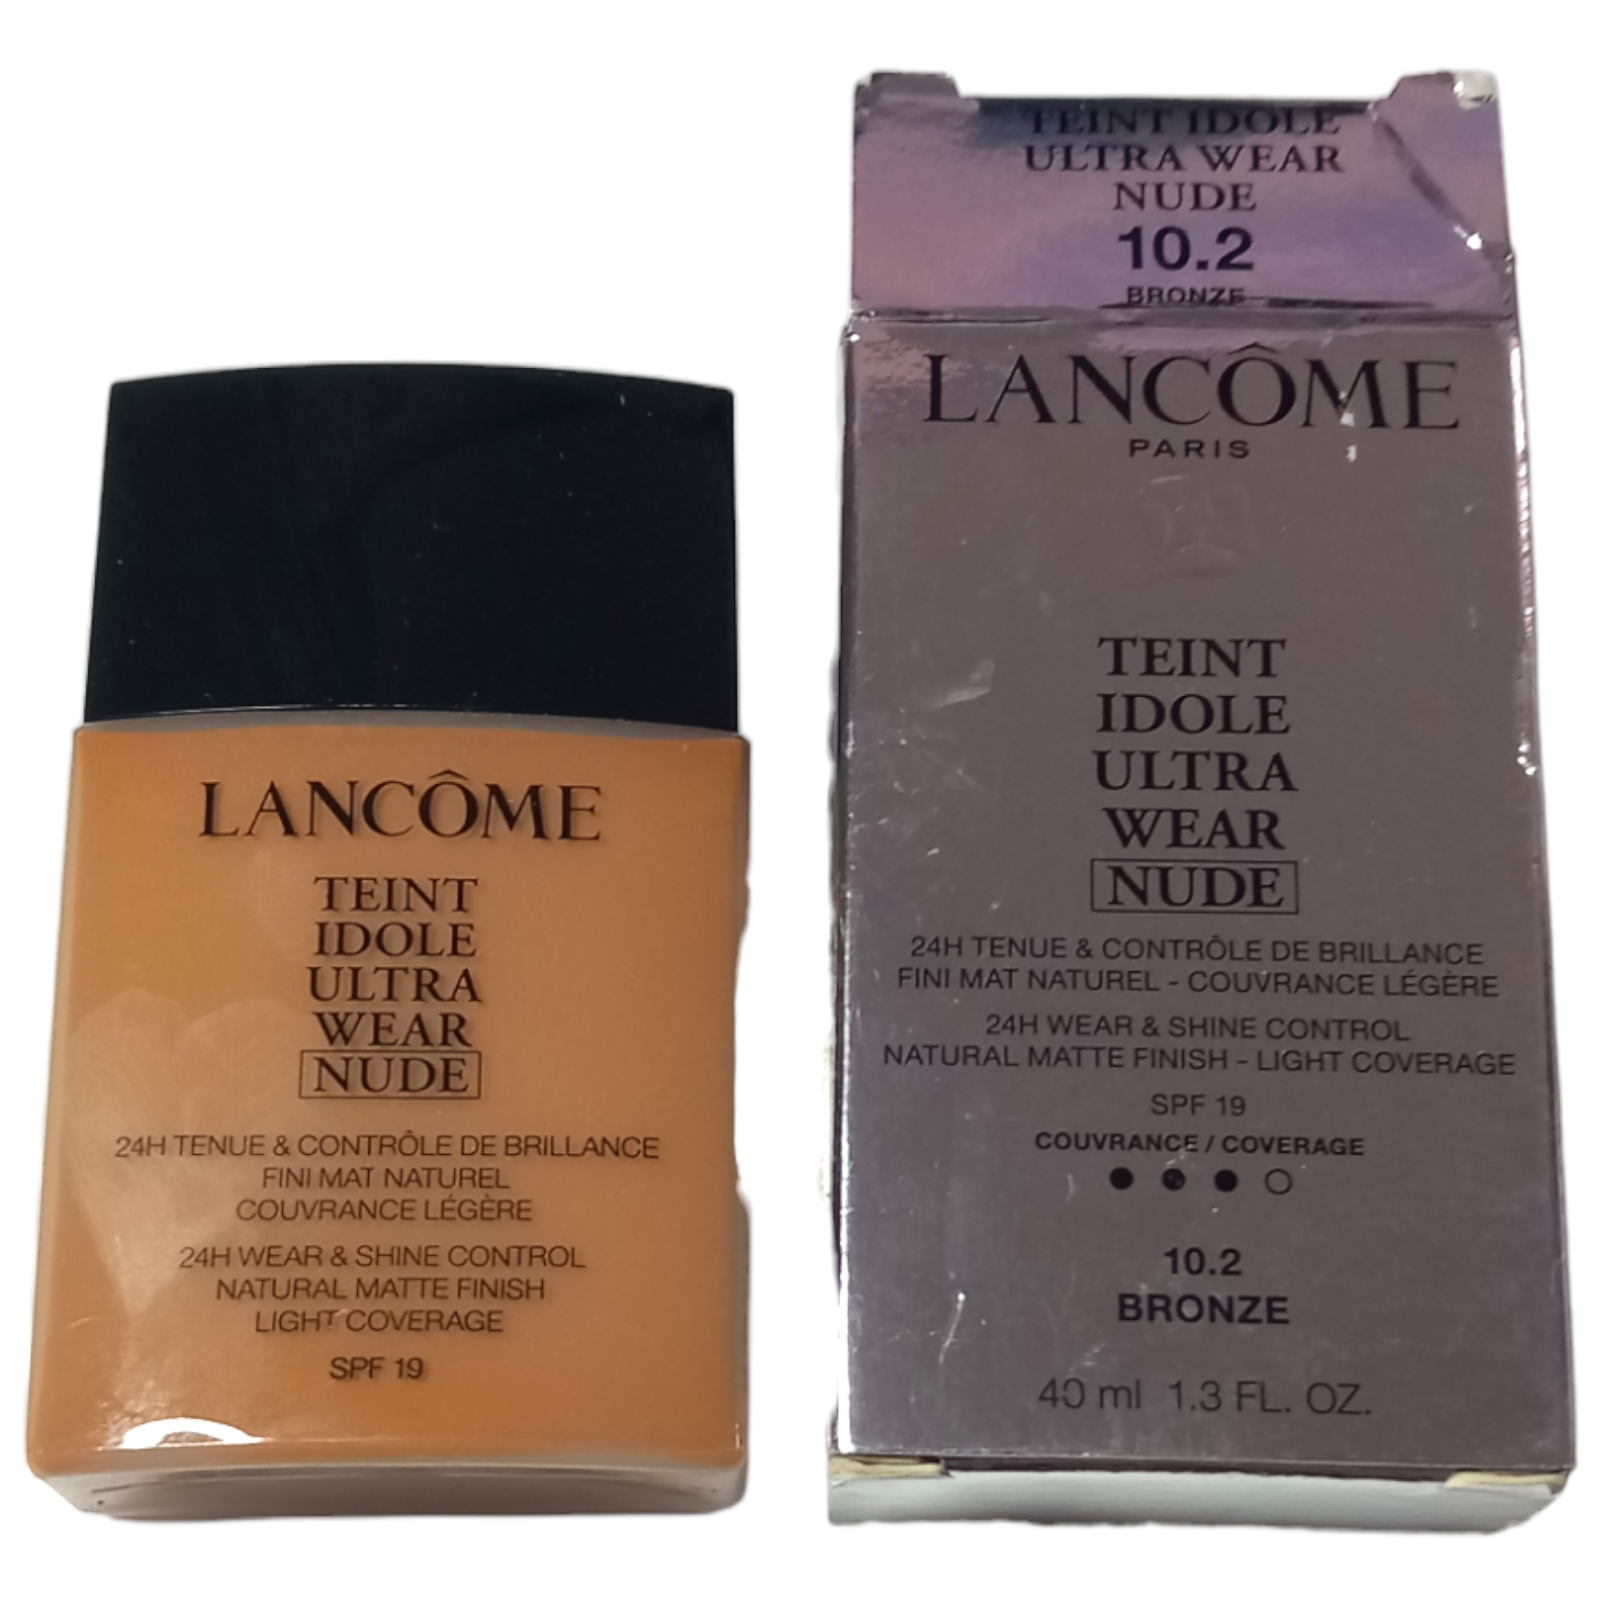 LANCÔME
TEINT
IDOLE
ULTRA
WEAR
NUDE
24H TENUE & CONTRÔLE DE BRILLANCE
FINI MAT NATUREL
COUVRANCE LÉGÈRE
24H WEAR & SHINE CONTROL
NATURAL MATTE FINISH
LIGHT COVERAGE
SPF 19
TEINT IDOLE
ULTRA WEAR
NUDE
10.2
BRONZE
LANCÔME
PARIS
TEINT
IDOLE
ULTRA
WEAR
NUDE
24H TENUE & CONTRÔLE DE BRILLANCE
FINI MAT NATUREL - COUVRANCE LÉGÈRE
24H WEAR & SHINE CONTROL
NATURAL MATTE FINISH - LIGHT COVERAGE
SPF 19
COUVRANCE / COVERAGE
10.2
BRONZE
40 ml 1.3 FL. OZ.